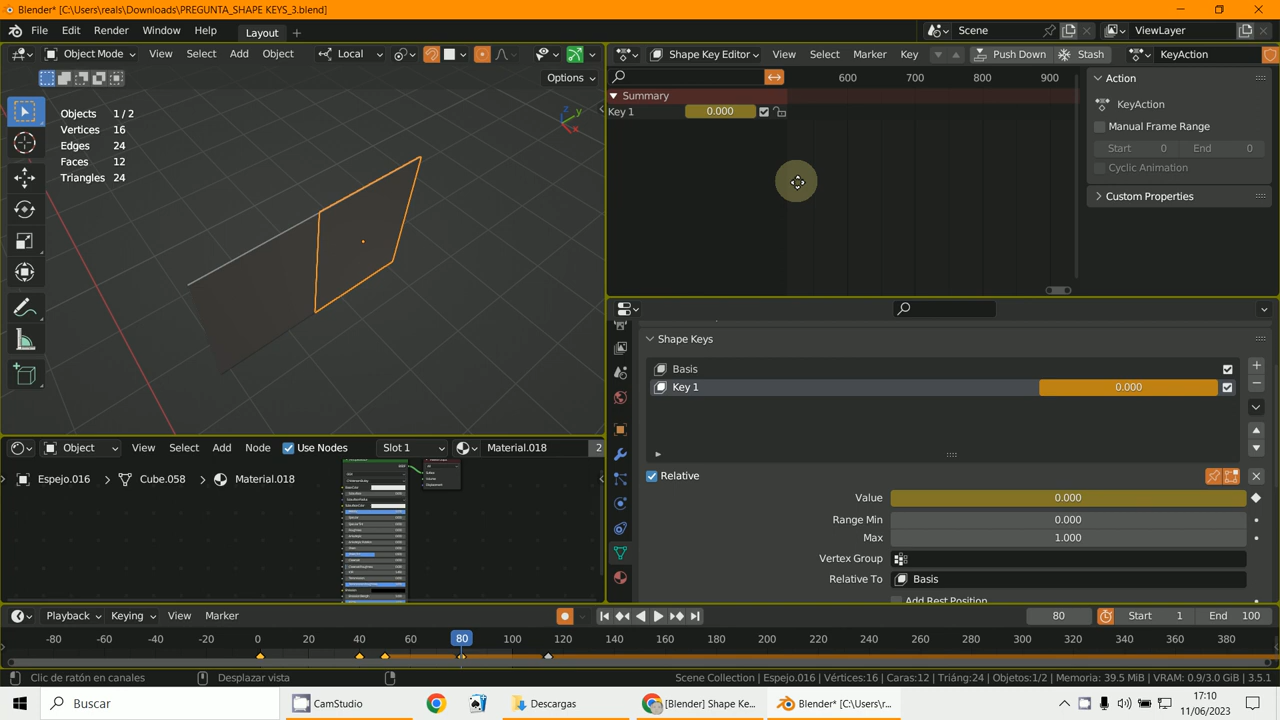 Blender* [C:\Users\reals\Downloads\PREGUNTA_SHAPE KEYS_3.blend]
File Edit Render Window Help Layout + Scene ViewLayer
Object Mode View Select Add Object Local
Shape Key Editor View Select Marker Key Push Down Stash KeyAction
Options
600 700 800 900
Action
Summary
Key 1 0.000
KeyAction
Manual Frame Range
Start 0 End 0
Cyclic Animation
Custom Properties
Objects 1 / 2
Vertices 16
Edges 24
Faces 12
Triangles 24
Z Y X
Shape Keys
Basis
Key 1 0.000
Relative
Value 0.000
Range Min 0.000
Max 1.000
Vertex Group
Relative To Basis
Add Rest Position
Object View Select Add Node Use Nodes Slot 1 Material.018 2
Espejo.016 > Cube.058 > Material.018
Playback Keying View Marker 80 Start 1 End 100
-80 -60 -40 -20 0 20 40 60 80 100 120 140 160 180 200 220 240 260 280 300 320 340 360 380
Clic de ratón en canales Desplazar vista Scene Collection | Espejo.016 | Vértices:16 | Caras:12 | Triáng:24 | Objetos:1/2 | Memoria: 39.5 MiB | VRAM: 0.9/3.0 GiB | 3.5.1
Buscar CamStudio Descargas [Blender] Shape Ke... Blender* [C:\Users\r... 17:10
11/06/2023